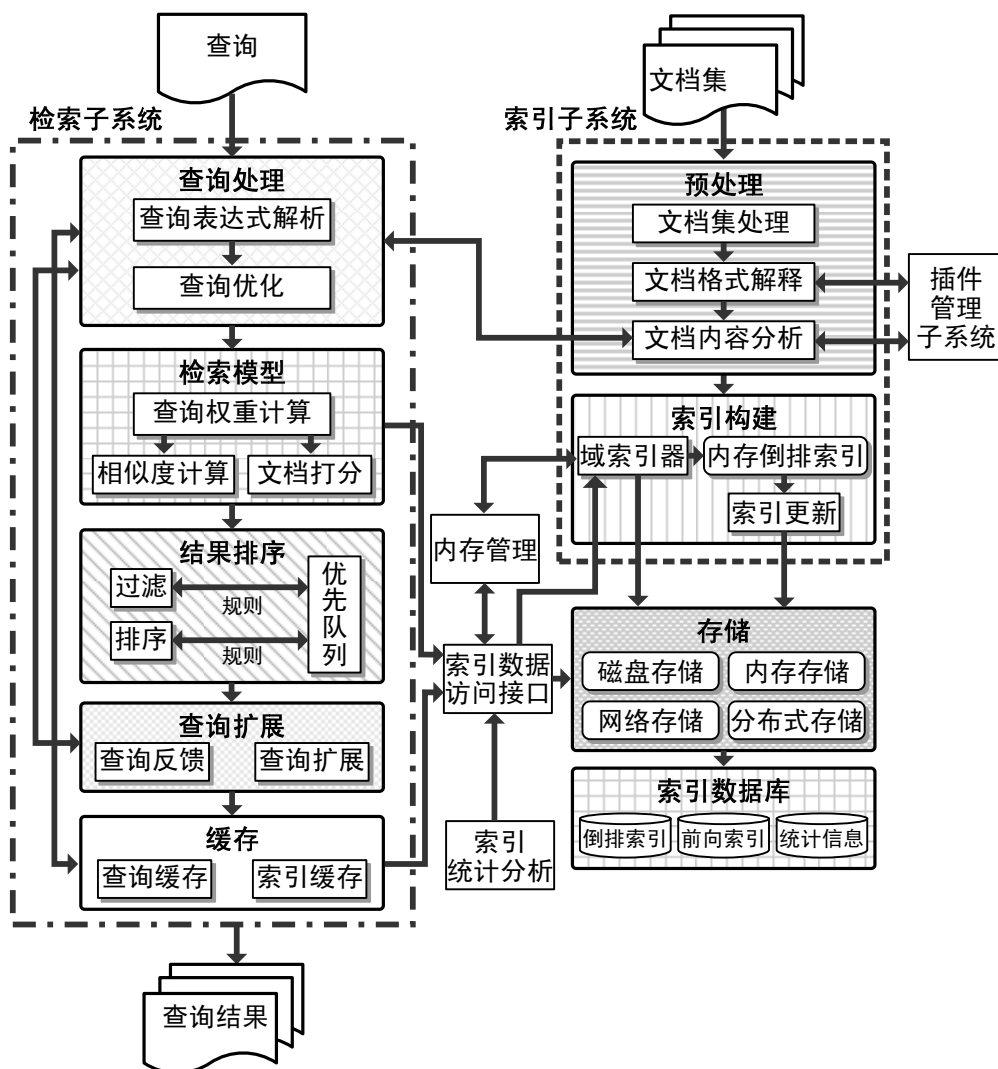 查询
文档集
检索子系统
索引子系统
查询处理
查询表达式解析
查询优化
检索模型
查询权重计算
相似度计算
文档打分
结果排序
过滤
规则
排序
规则
优
先
队
列
查询扩展
查询反馈
查询扩展
缓存
查询缓存
索引缓存
查询结果
预处理
文档集处理
文档格式解释
文档内容分析
插件
管理
子系统
索引构建
域索引器
内存倒排索引
索引更新
内存管理
索引数据
访问接口
索引
统计分析
存储
磁盘存储
内存存储
网络存储
分布式存储
索引数据库
倒排索引
前向索引
统计信息